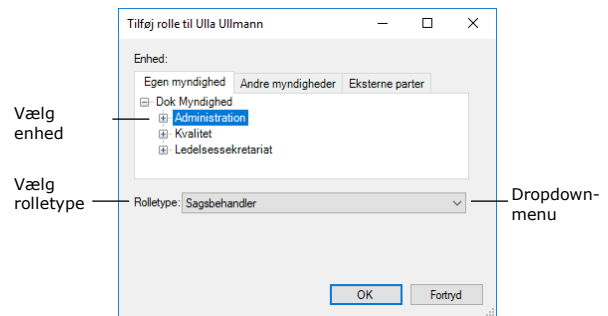 Tilføj rolle til Ulla Ullmann
Enhed:
Egen myndighed Andre myndigheder Eksterne parter
Dok Myndighed
Administration
Kvalitet
Ledelsessekretariat
Vælg
enhed
Vælg
rolletype
Rolletype: Sagsbehandler
Dropdown-
menu
OK Fortryd